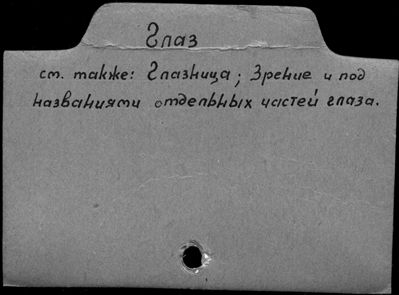 Глаз
см. также: Глазница; Зрение и под
названиями отдельных частей глаза.